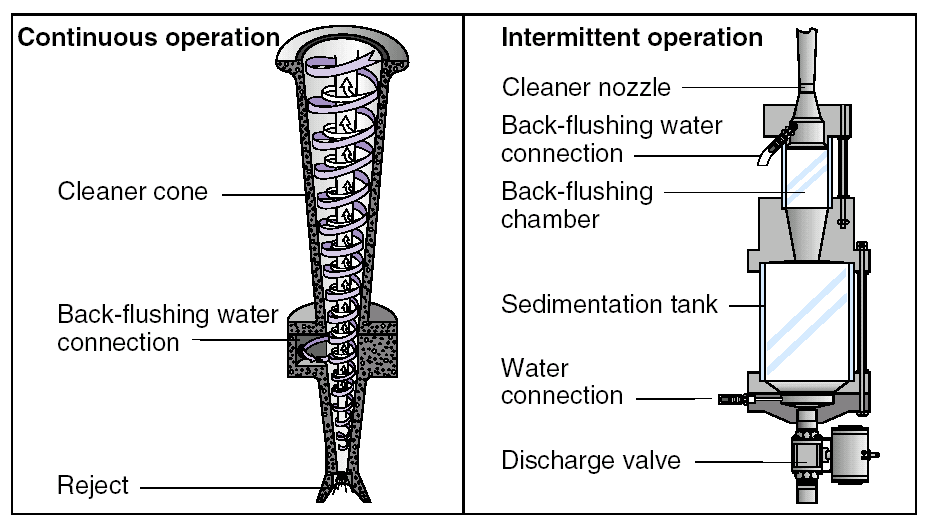 Continuous operation
Cleaner cone
Back-flushing water
connection
Reject
Intermittent operation
Cleaner nozzle
Back-flushing water
connection
Back-flushing
chamber
Sedimentation tank
Water
connection
Discharge valve